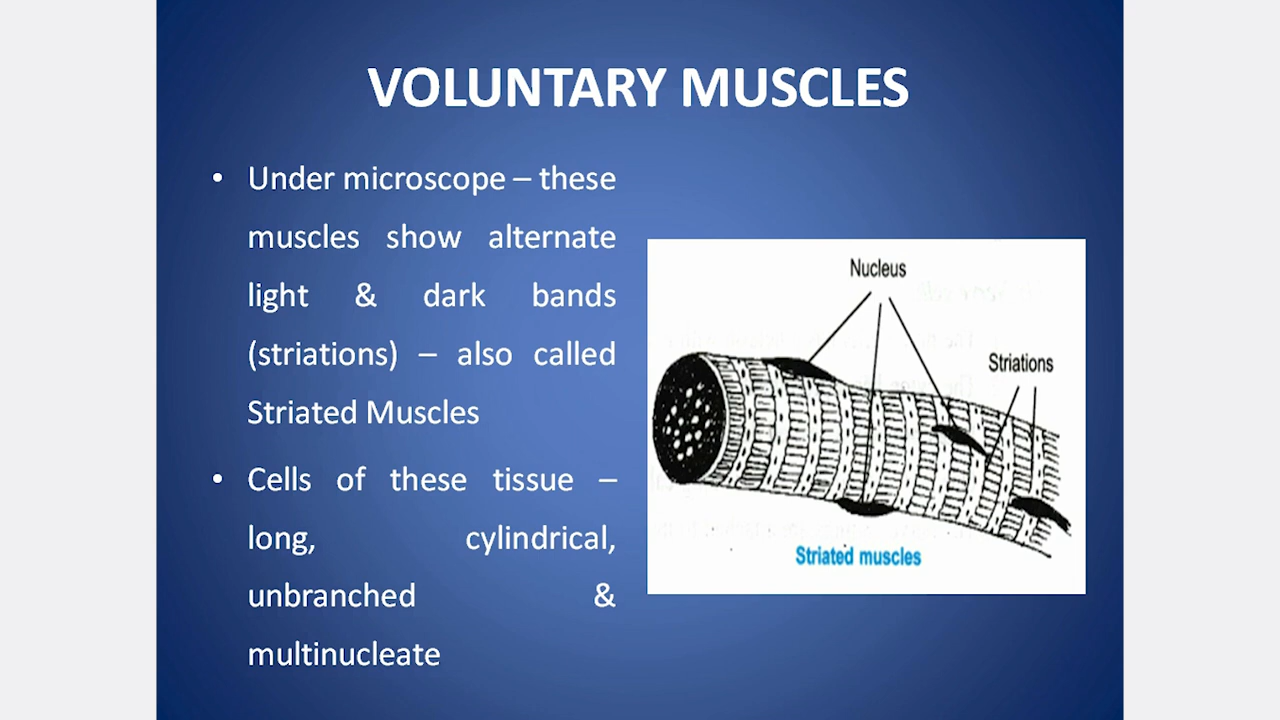 VOLUNTARY MUSCLES
• Under microscope – these
muscles show alternate
light & dark bands
(striations) – also called
Striated Muscles
• Cells of these tissue –
long, cylindrical,
unbranched &
multinucleate
Nucleus
Striations
Striated muscles